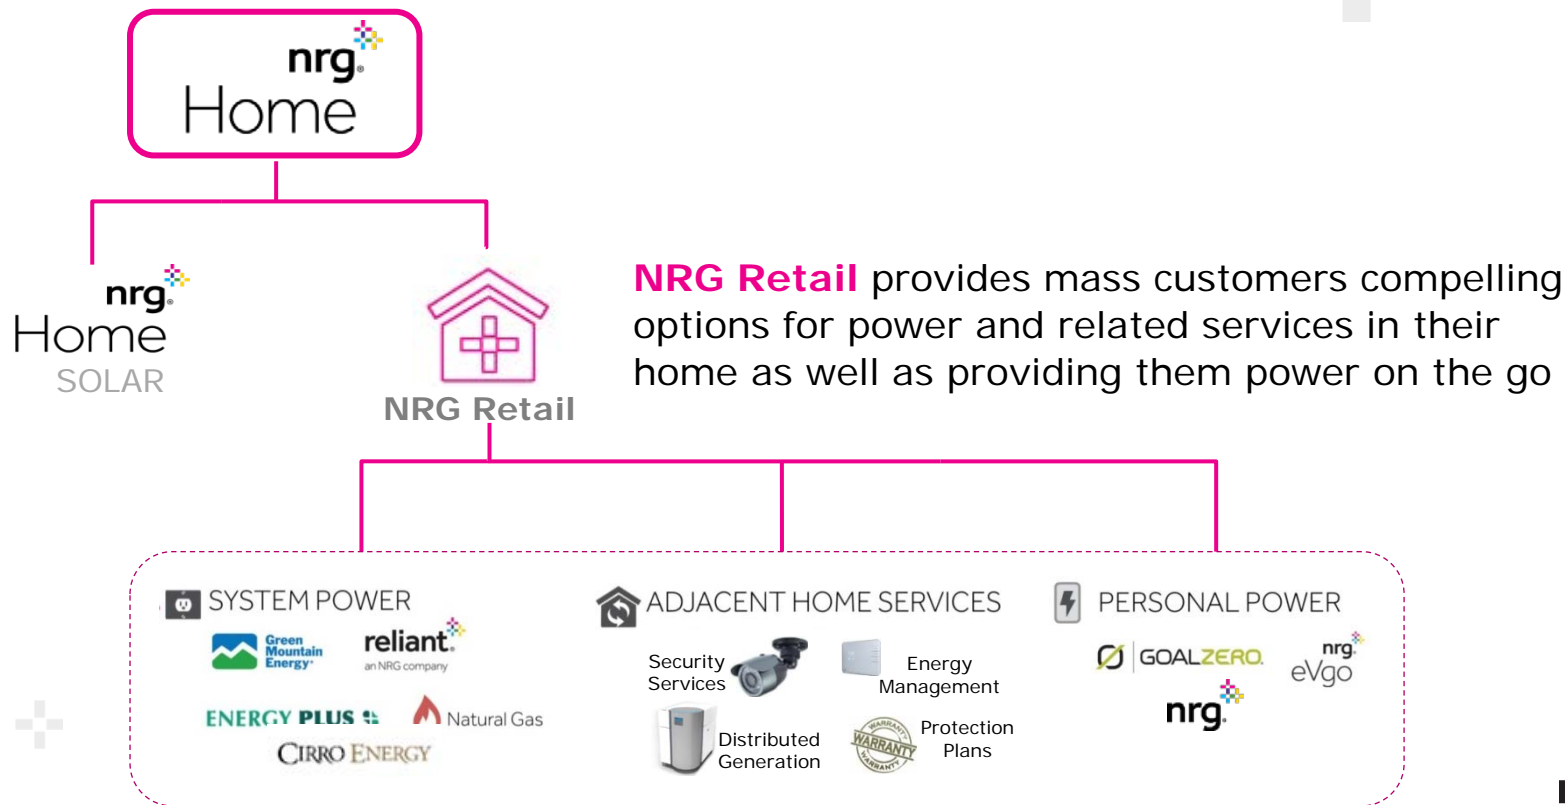 nrg
Home
nrg
Home
SOLAR
NRG Retail
NRG Retail provides mass customers compelling
options for power and related services in their
home as well as providing them power on the go
SYSTEM POWER
Green
Mountain
Energy
reliant
an NRG company
ENERGY PLUS
Natural Gas
CIRRO ENERGY
ADJACENT HOME SERVICES
Security
Services
Energy
Management
Distributed
Generation
WARRANTY
WARRANTY
WARRANTY
Protection
Plans
PERSONAL POWER
GOALZERO
nrg
eVgo
nrg